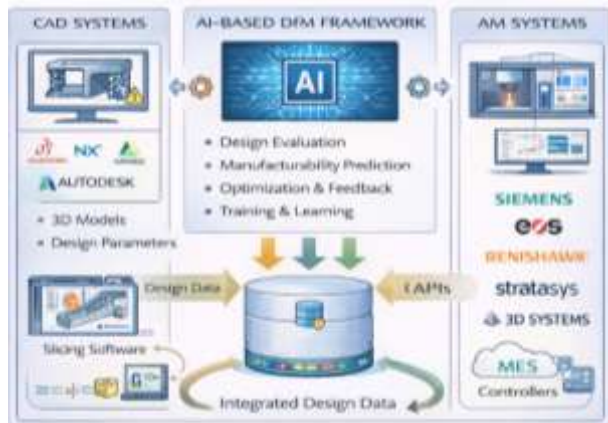 CAD SYSTEMS
NX
AUTODESK
• 3D Models
• Design Parameters
Design Data
Slicing Software
G
AI-BASED DFM FRAMEWORK
AI
• Design Evaluation
• Manufacturability Prediction
• Optimization & Feedback
• Training & Learning
Integrated Design Data
AM SYSTEMS
SIEMENS
eos
RENISHAW
stratasys
3D SYSTEMS
MES
Controllers